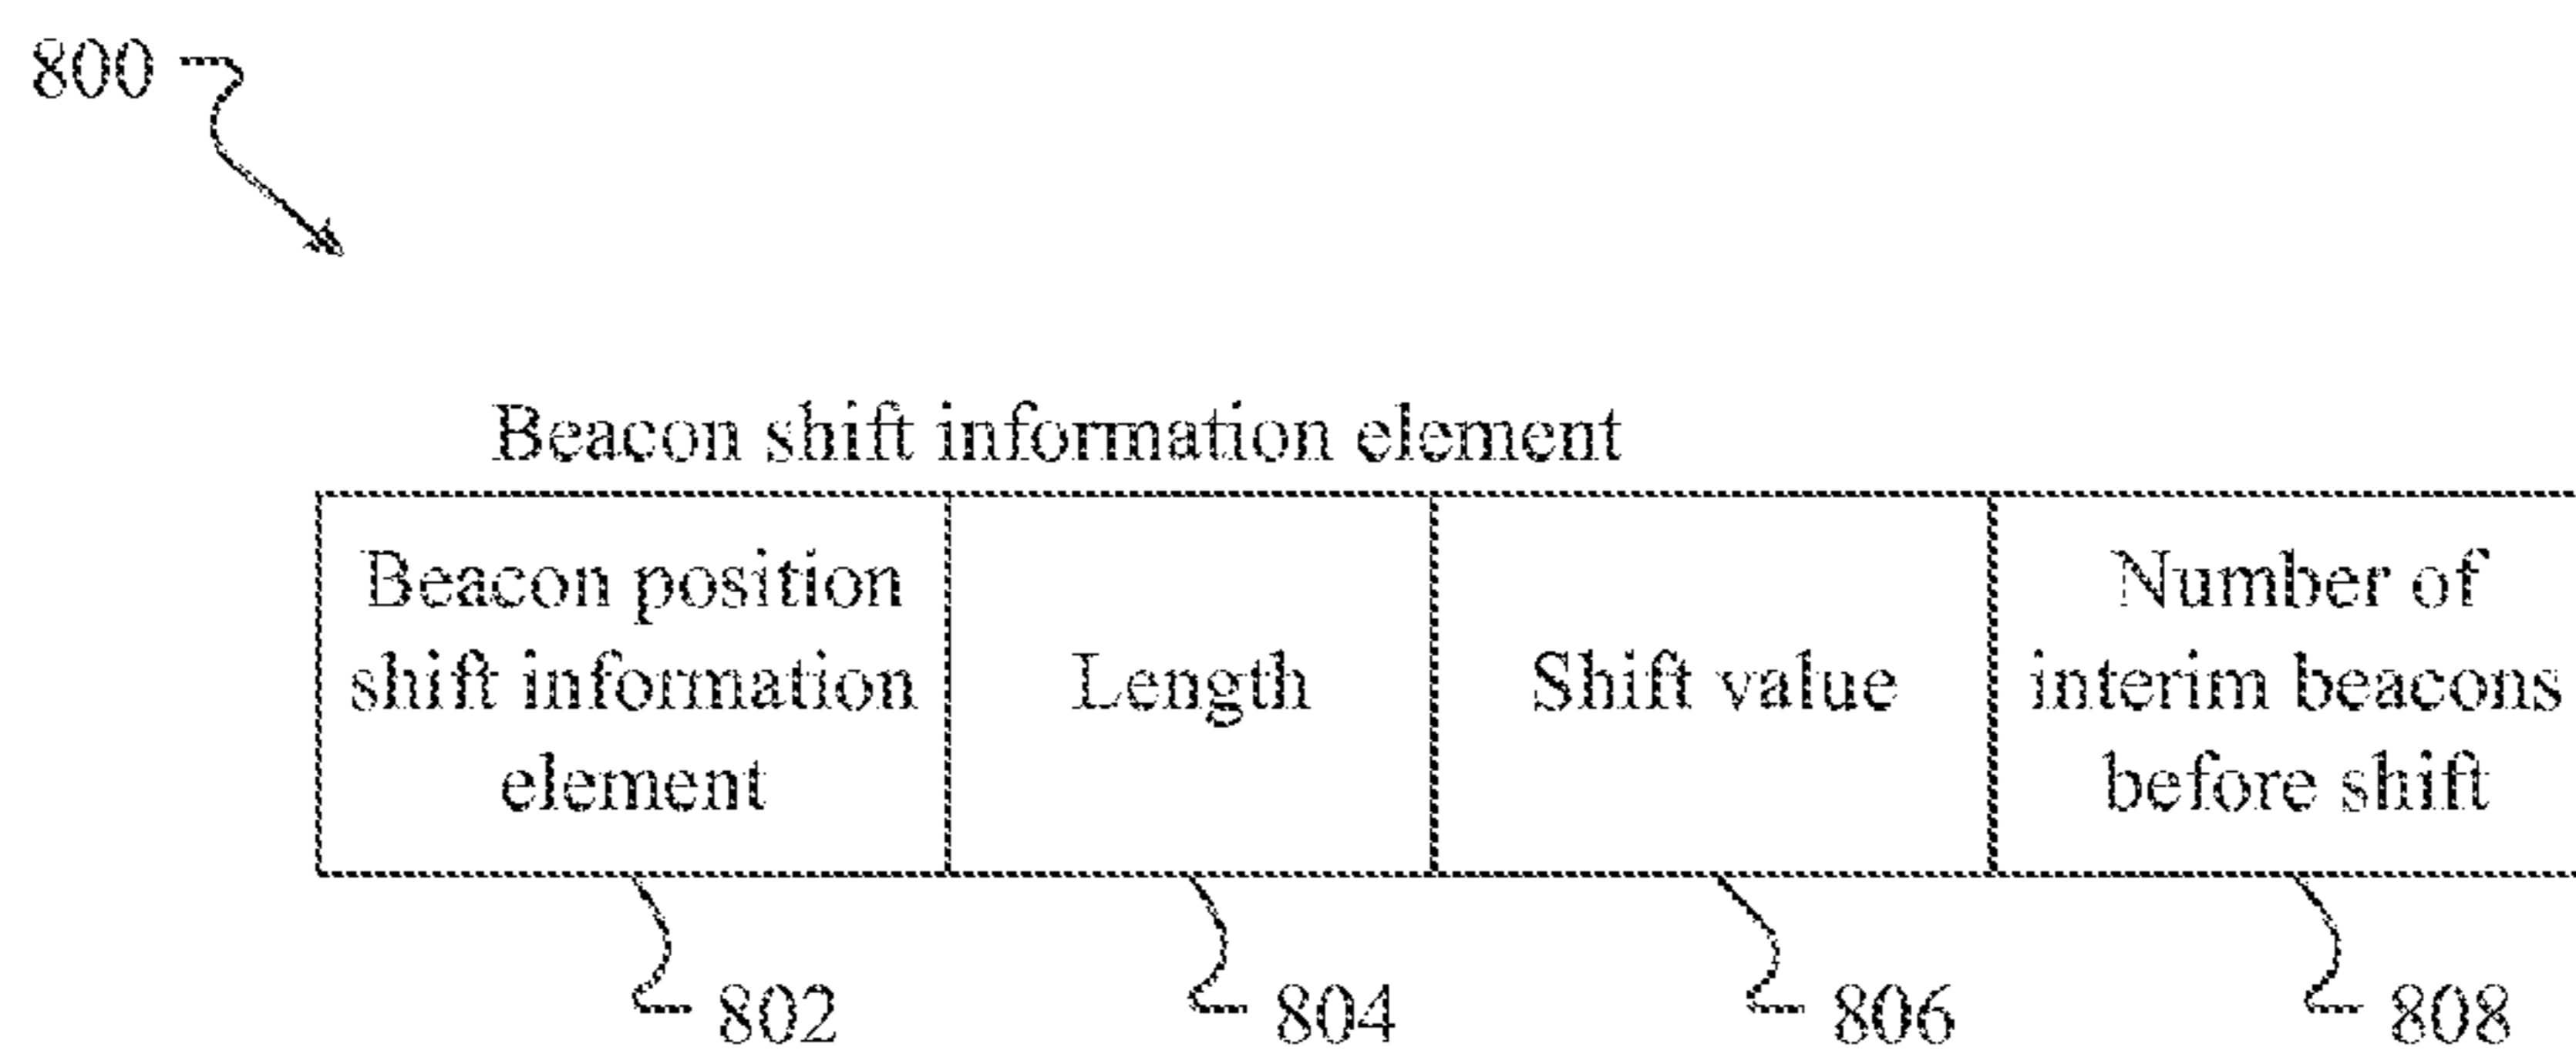 800
Beacon shift information element
Beacon position
shift information
element
Length
Shift value
Number of
interim beacons
before shift
802
804
806
808